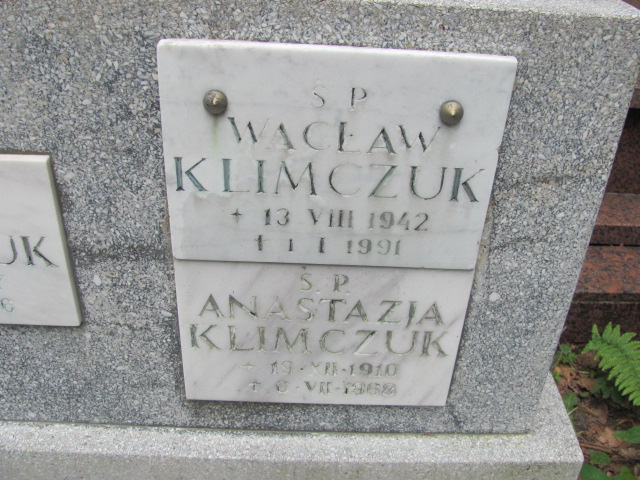 UK
Ś P
WACŁAW
KLIMCZUK
+ 13 VIII 1942
+ 1 I 1991
Ś.P.
ANASTAZJA
KLIMCZUK
+ 19·XII·1910
+ 6·VII·1968